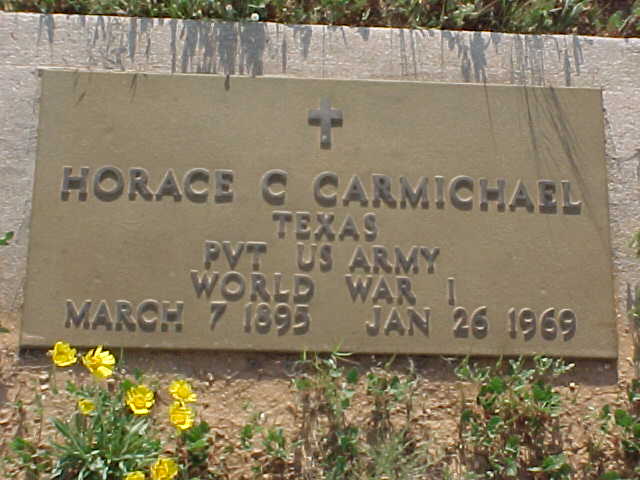 HORACE C CARMICHAEL
TEXAS
PVT US ARMY
WORLD WAR I
MARCH 7 1895 JAN 26 1969